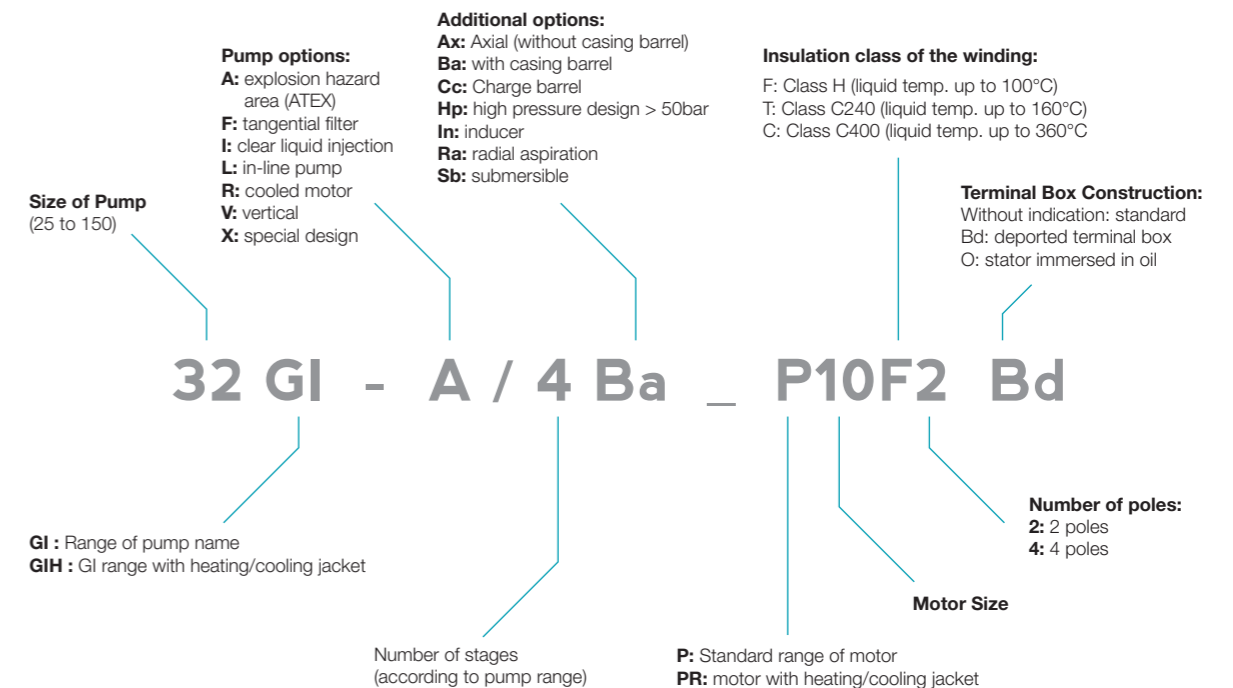 Additional options:
Ax: Axial (without casing barrel)
Ba: with casing barrel
Cc: Charge barrel
Hp: high pressure design > 50bar
In: inducer
Ra: radial aspiration
Sb: submersible
Pump options:
A: explosion hazard
area (ATEX)
F: tangential filter
I: clear liquid injection
L: in-line pump
R: cooled motor
V: vertical
X: special design
Insulation class of the winding:
F: Class H (liquid temp. up to 100°C)
T: Class C240 (liquid temp. up to 160°C)
C: Class C400 (liquid temp. up to 360°C
Size of Pump
(25 to 150)
Terminal Box Construction:
Without indication: standard
Bd: deported terminal box
O: stator immersed in oil
32 GI - A / 4 Ba _ P10F2 Bd
GI : Range of pump name
GIH : GI range with heating/cooling jacket
Number of poles:
2: 2 poles
4: 4 poles
Motor Size
Number of stages
(according to pump range)
P: Standard range of motor
PR: motor with heating/cooling jacket